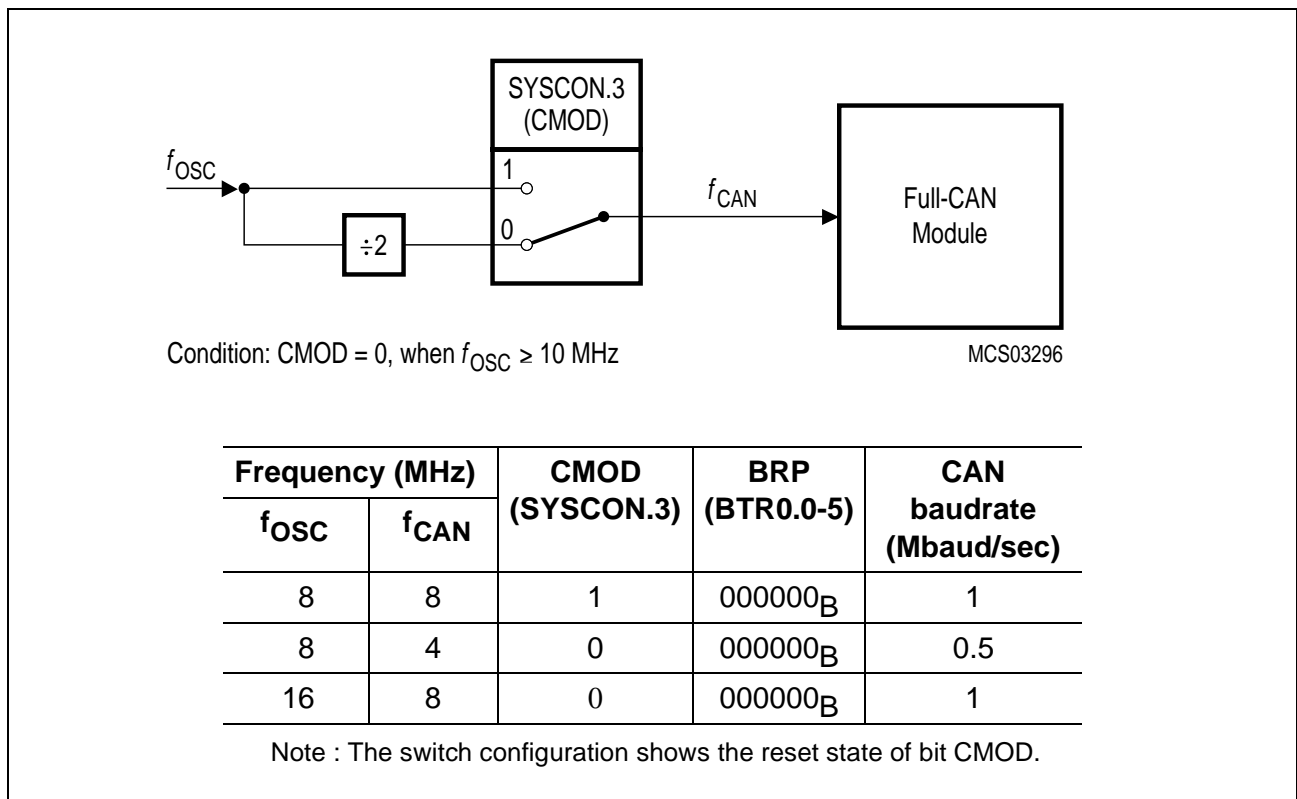 SYSCON.3
(CMOD)
fOSC
1
0
÷2
fCAN
Full-CAN
Module
Condition: CMOD = 0, when fOSC ≥ 10 MHz
MCS03296
Frequency (MHz) CMOD (SYSCON.3) BRP (BTR0.0-5) CAN baudrate (Mbaud/sec)
fOSC fCAN
8 8 1 000000B 1
8 4 0 000000B 0.5
16 8 0 000000B 1
Note : The switch configuration shows the reset state of bit CMOD.